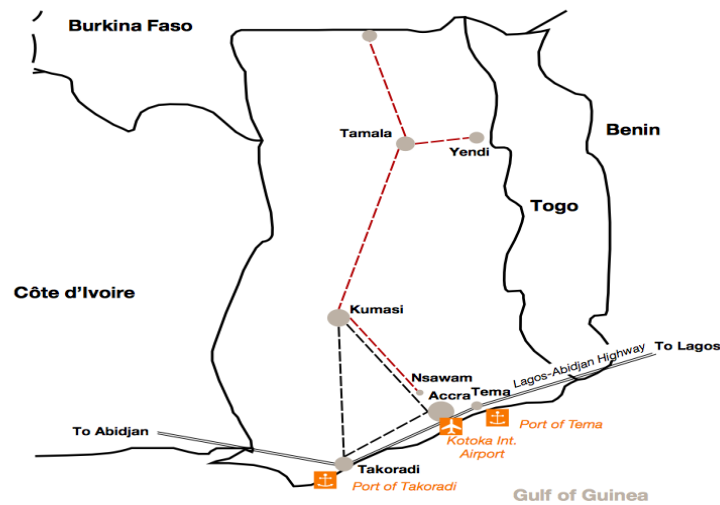 Burkina Faso
Benin
Tamala
Yendi
Togo
Côte d'Ivoire
Kumasi
To Lagos
Lagos-Abidjan Highway
Nsawam
Accra
Tema
Port of Tema
To Abidjan
Kotoka Int.
Airport
Takoradi
Port of Takoradi
Gulf of Guinea